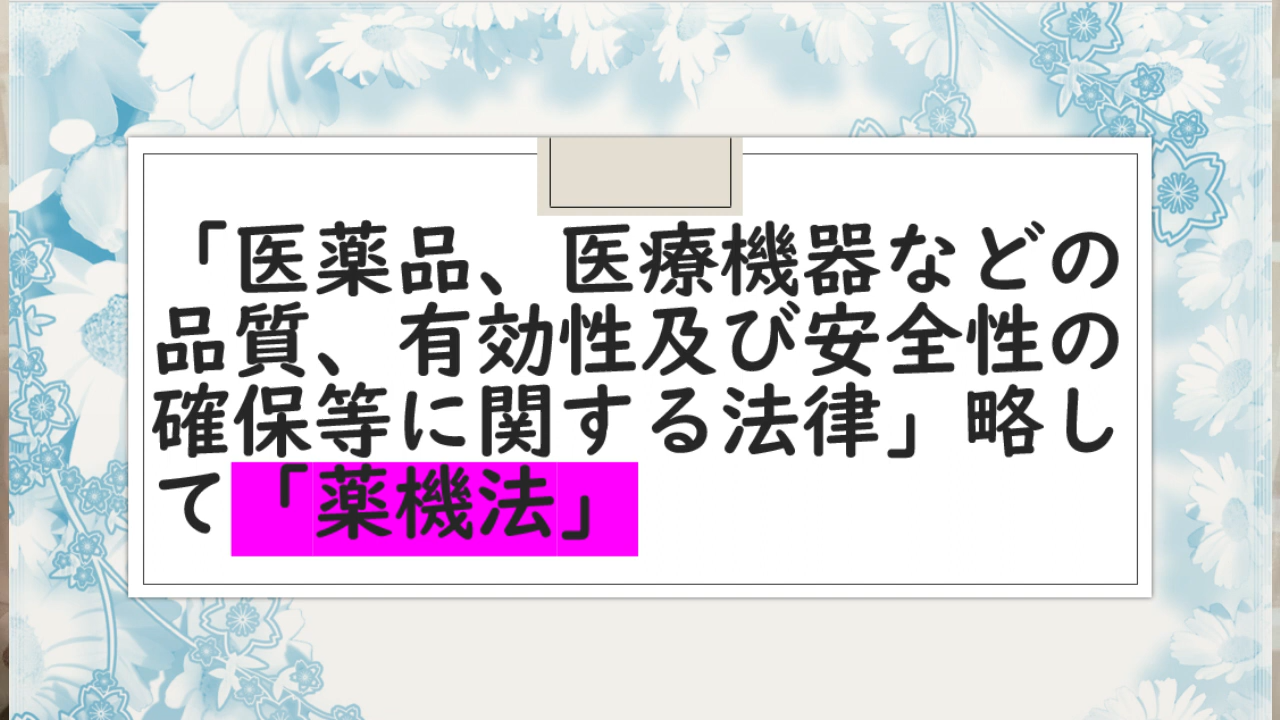 「医薬品、医療機器などの
品質、有効性及び安全性の
確保等に関する法律」略し
て「薬機法」